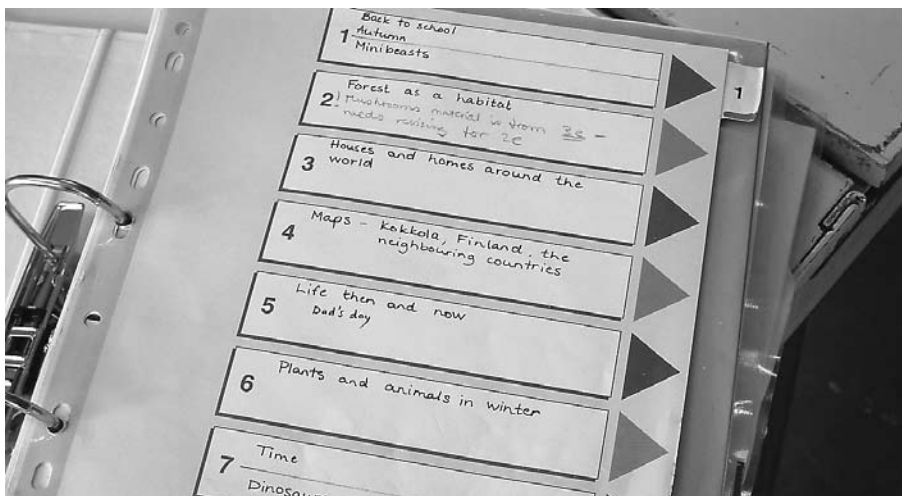 Back to school
1 Autumn
Minibeasts
1
2 Forest as a habitat
! Mushrooms material is from 3e -
needs revising for 2e
3 Houses and homes around the
world
4 Maps - Kokkola, Finland, the
neighbouring countries
5 Life then and now
Dad's day
6 Plants and animals in winter
7 Time